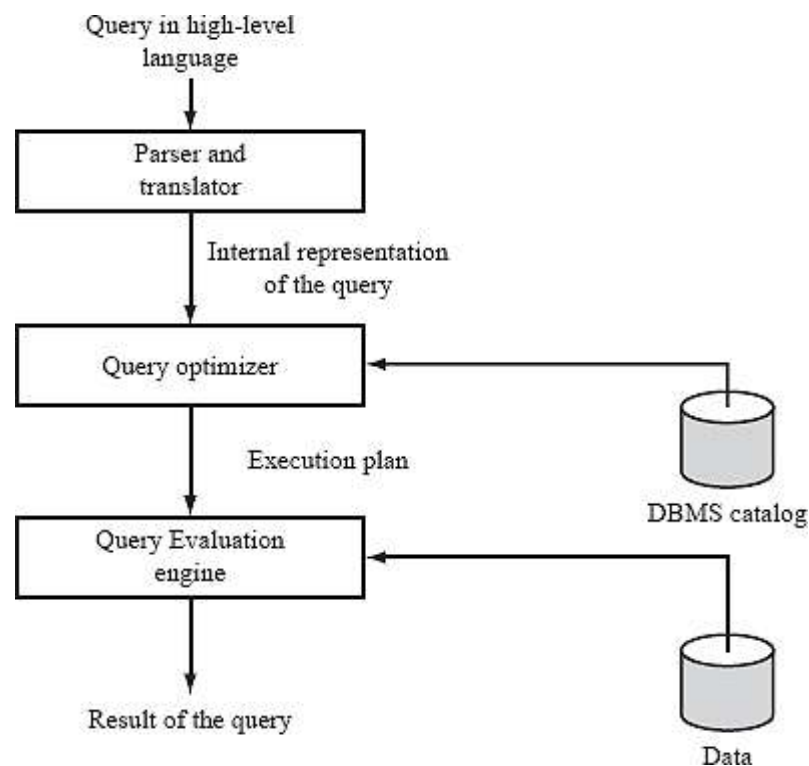 Query in high-level
language
Parser and
translator
Internal representation
of the query
Query optimizer
Execution plan
DBMS catalog
Query Evaluation
engine
Result of the query
Data